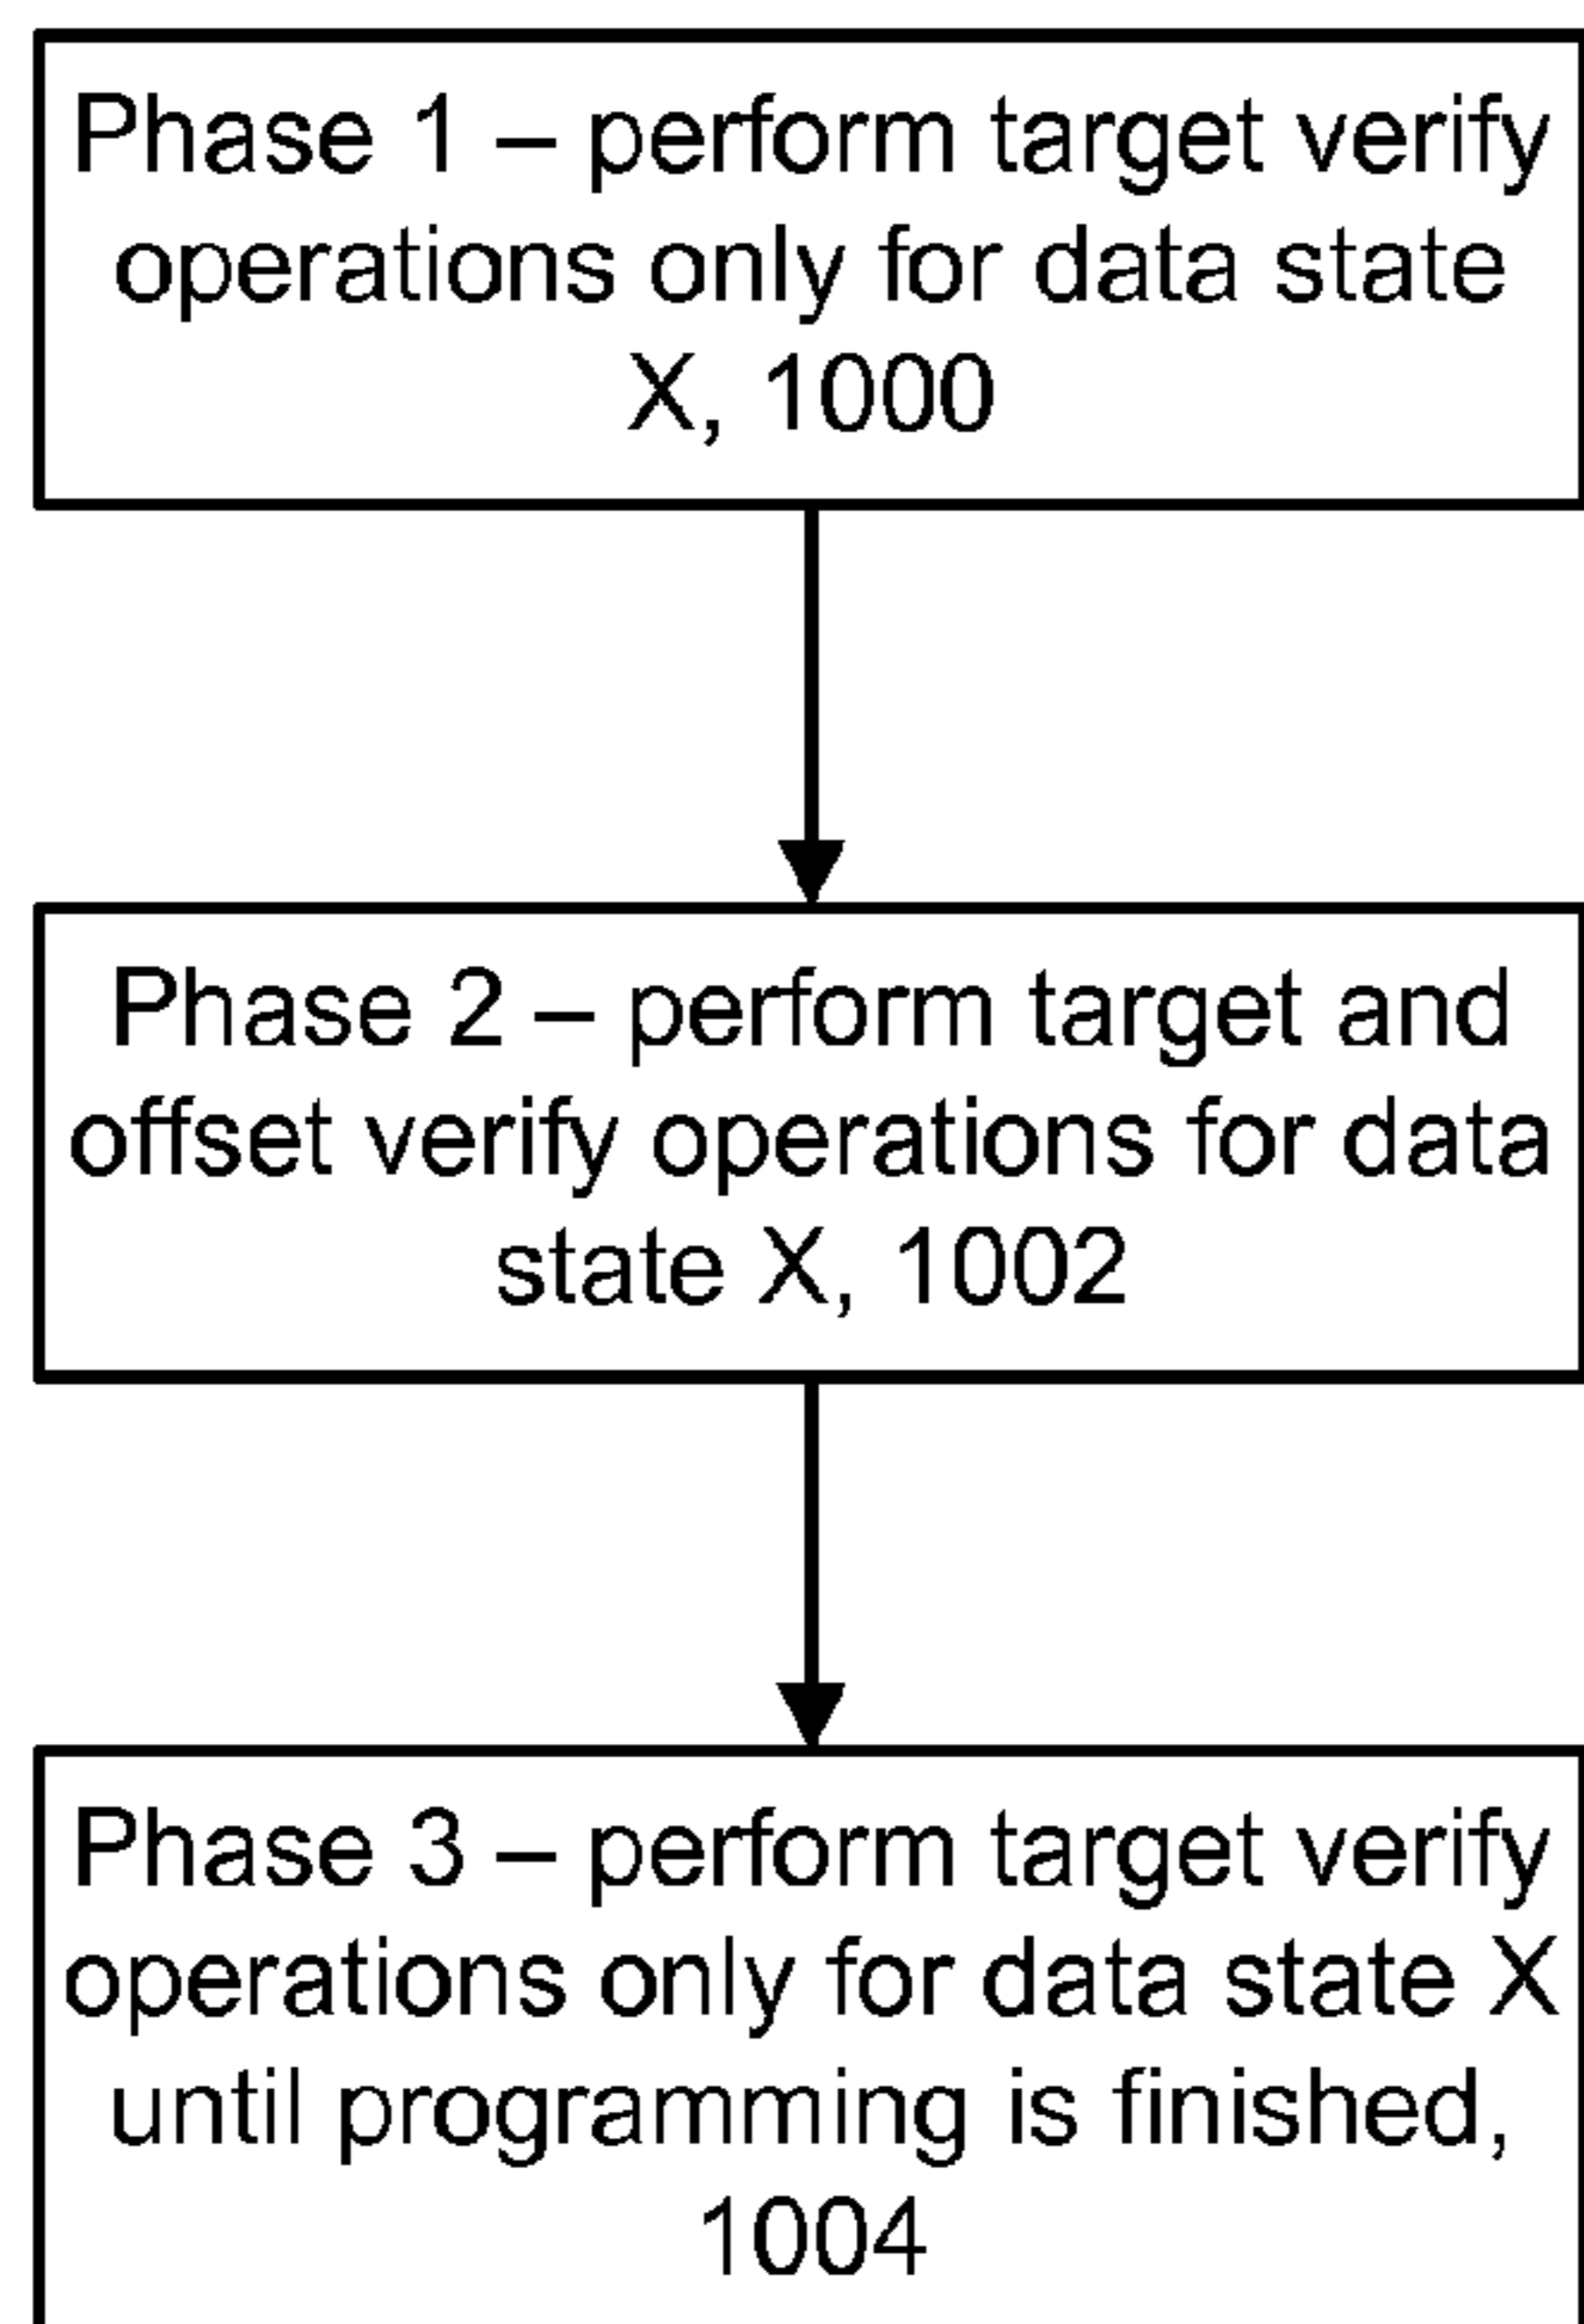 Phase 1 – perform target verify
operations only for data state
X, 1000
Phase 2 – perform target and
offset verify operations for data
state X, 1002
Phase 3 – perform target verify
operations only for data state X
until programming is finished,
1004